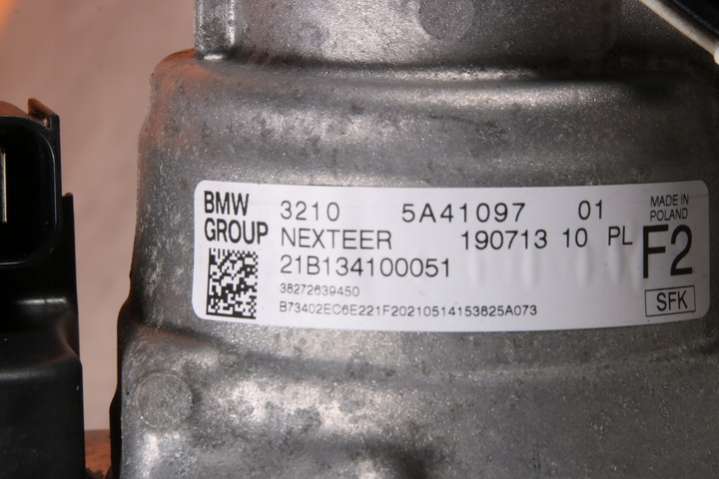 BMW GROUP
3210 5A41097 01
NEXTEER 190713 10 PL
21B134100051
38272639450
B73402EC6E221F20210514153825A073
MADE IN
POLAND
F2
SFK